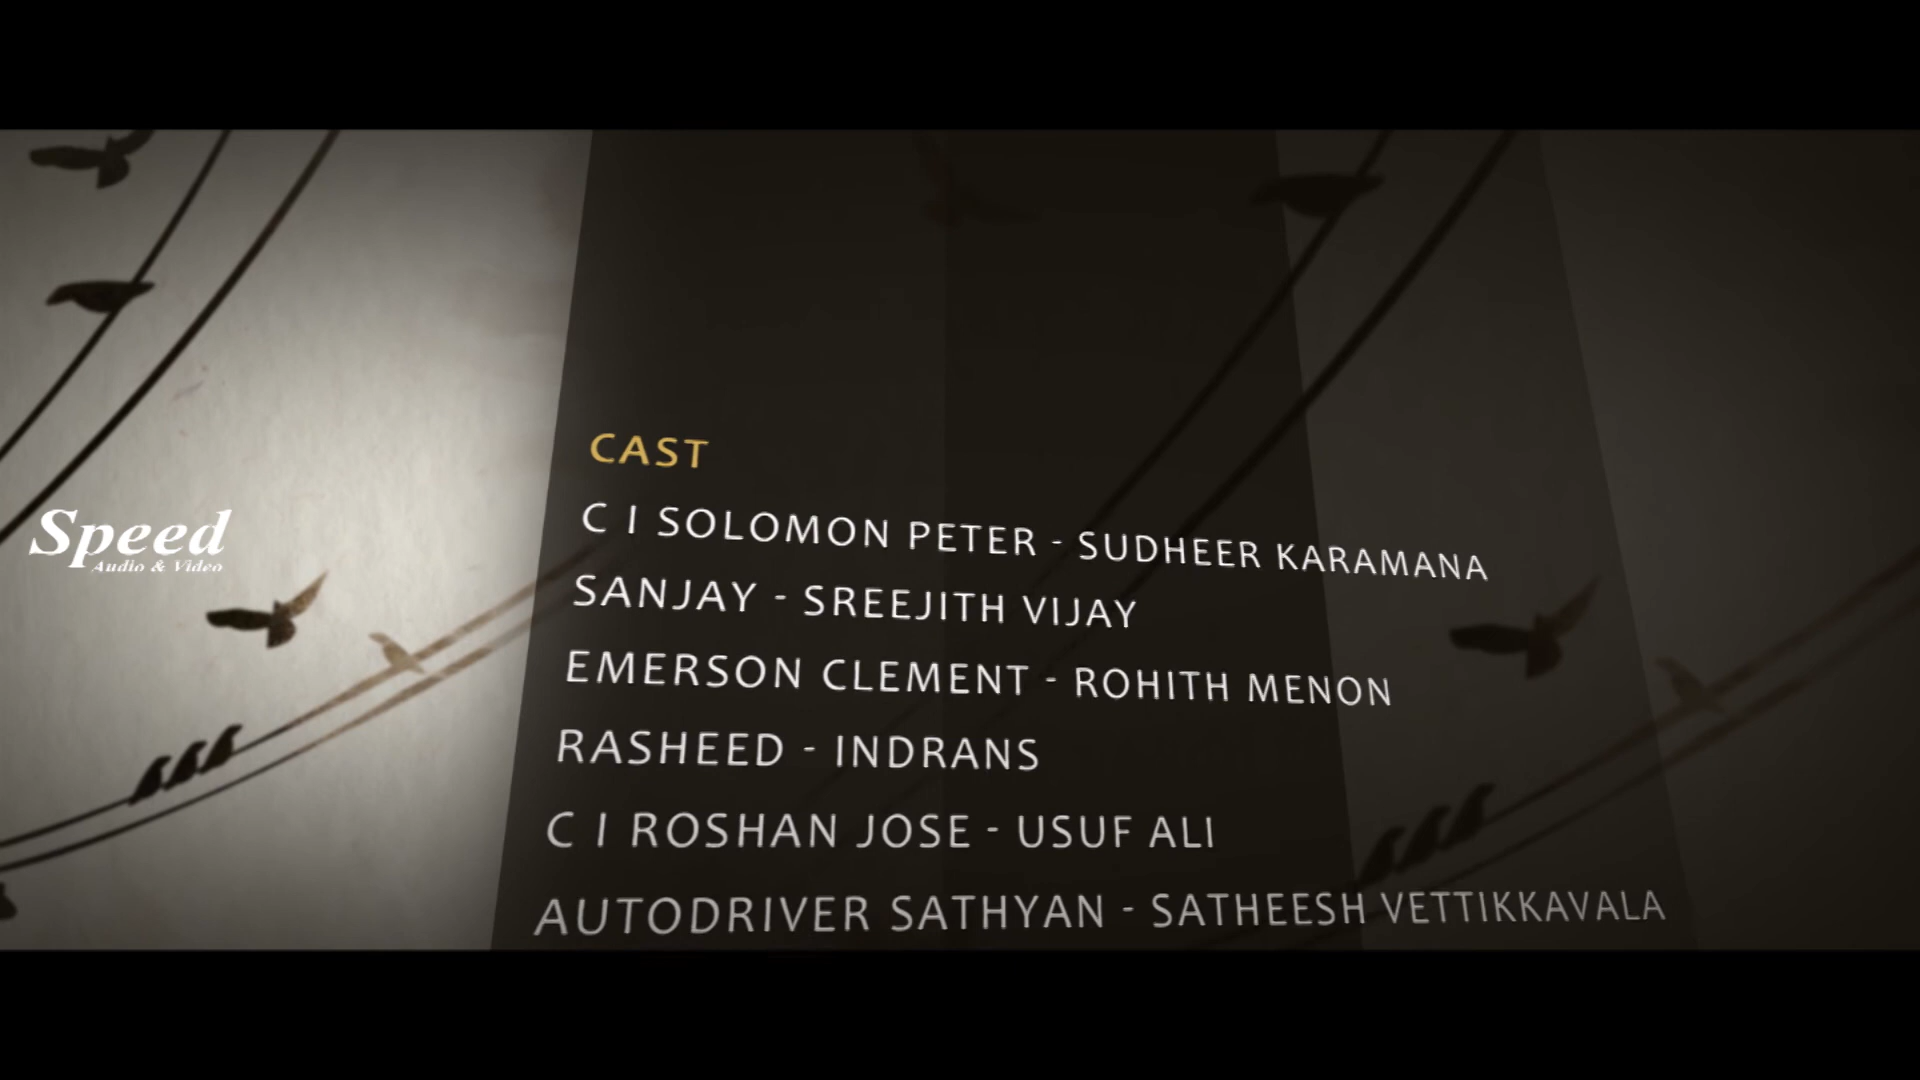 CAST
C I SOLOMON PETER - SUDHEER KARAMANA
SANJAY - SREEJITH VIJAY
EMERSON CLEMENT - ROHITH MENON
RASHEED - INDRANS
C I ROSHAN JOSE - USUF ALI
AUTODRIVER SATHYAN - SATHEESH VETTIKKAVALA
Speed
Audio & Video